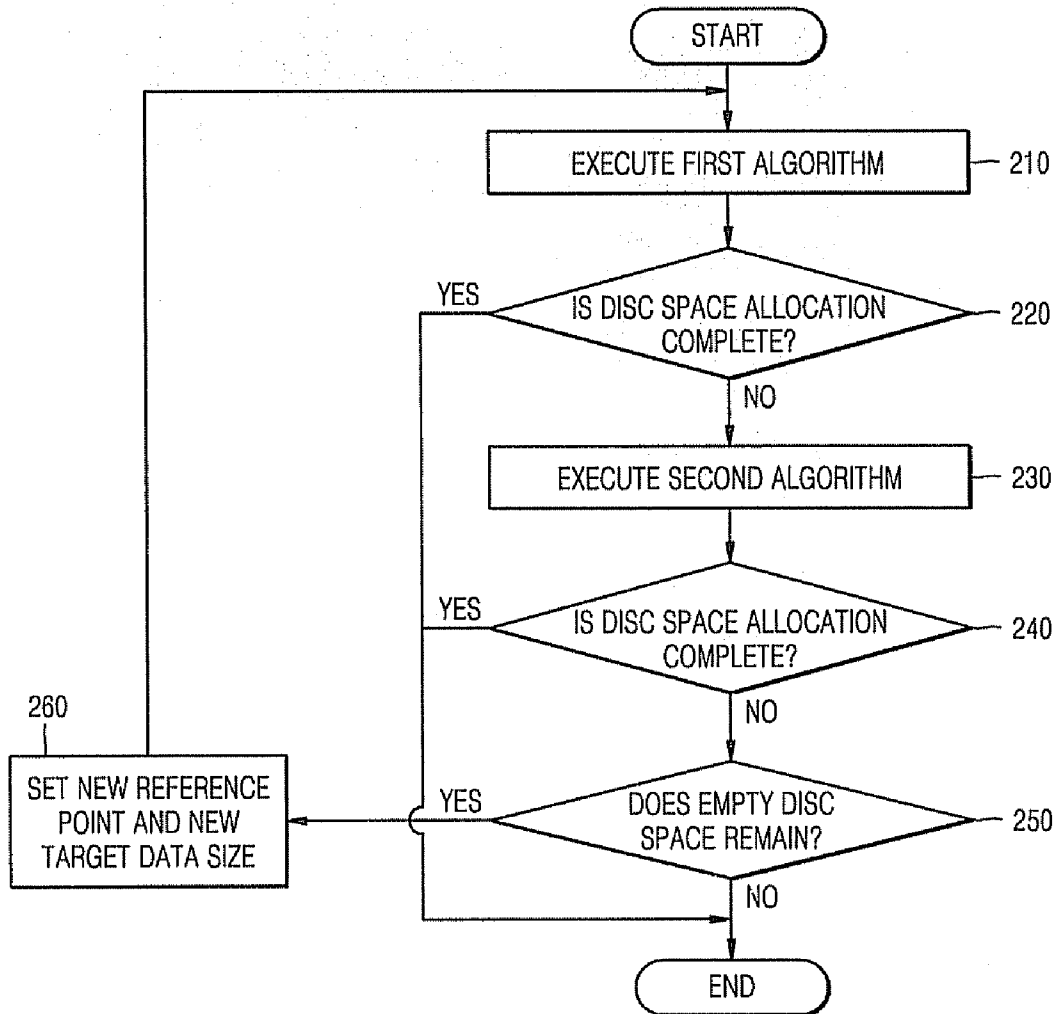 START
EXECUTE FIRST ALGORITHM
210
YES
IS DISC SPACE ALLOCATION
COMPLETE?
220
NO
EXECUTE SECOND ALGORITHM
230
YES
IS DISC SPACE ALLOCATION
COMPLETE?
240
NO
260
SET NEW REFERENCE
POINT AND NEW
TARGET DATA SIZE
YES
DOES EMPTY DISC
SPACE REMAIN?
250
NO
END